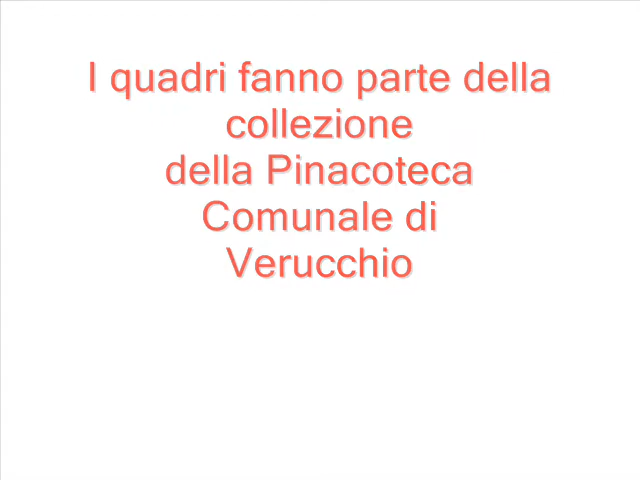 I quadri fanno parte della
collezione
della Pinacoteca
Comunale di
Verucchio